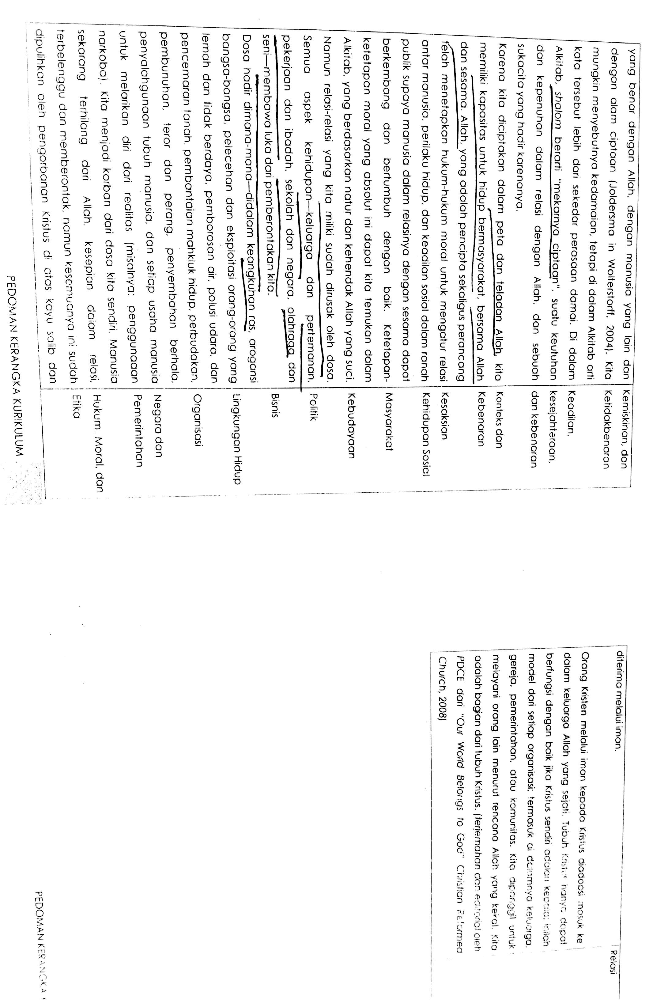 yang benar dengan Allah, dengan manusia yang lain dan
dengan alam ciptaan (Joldersma in Wolterstorff, 2004). Kita
mungkin menyebutnya kedamaian, tetapi di dalam Alkitab arti
kata tersebut lebih dari sekedar perasaan damai. Di dalam
Alkitab, shalom berarti "mekarnya ciptaan", suatu keutuhan
dan kepenuhan dalam relasi dengan Allah, dan sebuah
sukacita yang hadir karenanya.
Karena kita diciptakan dalam peta dan teladan Allah, kita
memiliki kapasitas untuk hidup bermasyarakat, bersama Allah
dan sesama. Allah, yang adalah pencipta sekaligus perancang
telah menetapkan hukum-hukum moral untuk mengatur relasi
antar manusia, perilaku hidup, dan keadilan sosial dalam ranah
publik supaya manusia dalam relasinya dengan sesama dapat
berkembang dan bertumbuh dengan baik. Ketetapan-
ketetapan moral yang absolut ini dapat kita temukan dalam
Alkitab, yang berdasarkan natur dan kehendak Allah yang suci.
Namun relasi-relasi yang kita miliki sudah dirusak oleh dosa.
Semua aspek kehidupan—keluarga dan pertemanan,
pekerjaan dan ibadah, sekolah dan negara, olahraga dan
seni—membawa luka dari pemberontakan kita.
Dosa hadir dimana-mana—didalam keangkuhan ras, arogansi
bangsa-bangsa, pelecehan dan eksploitasi orang-orang yang
lemah dan tidak berdaya, pemborosan air, polusi udara, dan
pencemaran tanah, pembantaian mahkluk hidup, perbudakan,
pembunuhan, teror dan perang, penyembahan berhala,
penyalahgunaan tubuh manusia, dan setiap usaha manusia
untuk melarikan diri dari realitas (misalnya: penggunaaan
narkoba). Kita menjadi korban dari dosa kita sendiri. Manusia
sekarang terhilang dari Allah, kesepian dalam relasi,
terbelenggu dan memberontak, namun kesemuanya ini sudah
dipulihkan oleh pengorbanan Kristus di atas kayu salib dan
Kemiskinan, dan
Ketidakbenaran
Keadilan,
kesejahteraan,
dan kebenaran
Konteks dan
Kebenaran
Kesaksian
Kehidupan Sosial
Masyarakat
Kebudayaan
Politik
Bisnis
Lingkungan Hidup
Organisasi
Negara dan
Pemerintahan
Hukum, Moral, dan
Etika
PEDOMAN KERANGKA KURIKULUM
diterima melalui iman.
Orang Kristen melalui iman kepada Kristus diadopsi masuk ke
dalam keluarga Allah yang sejati. Tubuh Kristus hanya dapat
berfungsi dengan baik jika Kristus sendiri adalah kepala; inilah
model dari setiap organisasi; termasuk di dalamnya keluarga,
gereja, pemerintahan, atau komunitas. Kita dipanggil untuk
melayani orang lain menurut rencana Allah yang kekal. Kita
adalah bagian dari tubuh Kristus. (terjemahan dan editorial oleh
PDCE dari "Our World Belongs to God" Christian Reformed
Church, 2008)
Relasi
PEDOMAN KERANGKA